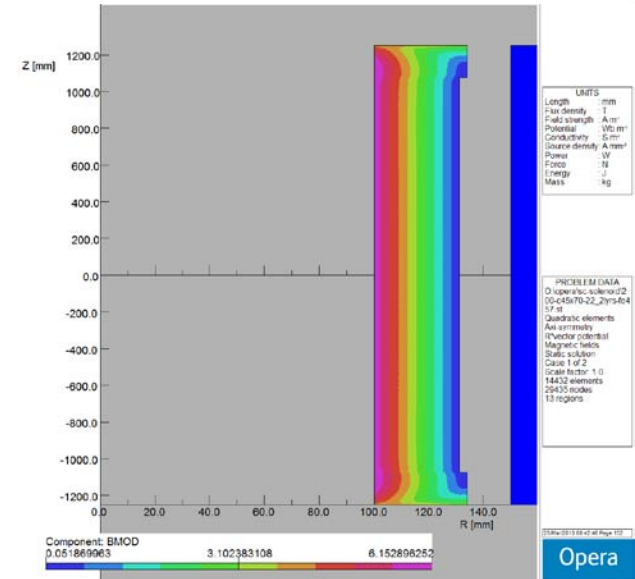 Z [mm]
1200.0
1000.0
800.0
600.0
400.0
200.0
0.0
-200.0
-400.0
-600.0
-800.0
-1000.0
-1200.0
0.0 20.0 40.0 60.0 80.0 100.0 120.0 140.0
R [mm]
Component: BMOD
0.051869963 3.102383108 6.152896252
UNITS
Length : mm
Flux density : T
Field strength : A m⁻¹
Potential : Wb m⁻¹
Conductivity : S m⁻¹
Source density : A mm⁻²
Power : W
Force : N
Energy : J
Mass : kg
PROBLEM DATA
Quadratic elements
Axi-symmetry
R*vector potential
Magnetic fields
Static solution
Case 1 of 2
Scale factor: 1.0
14432 elements
29435 nodes
13 regions
Opera